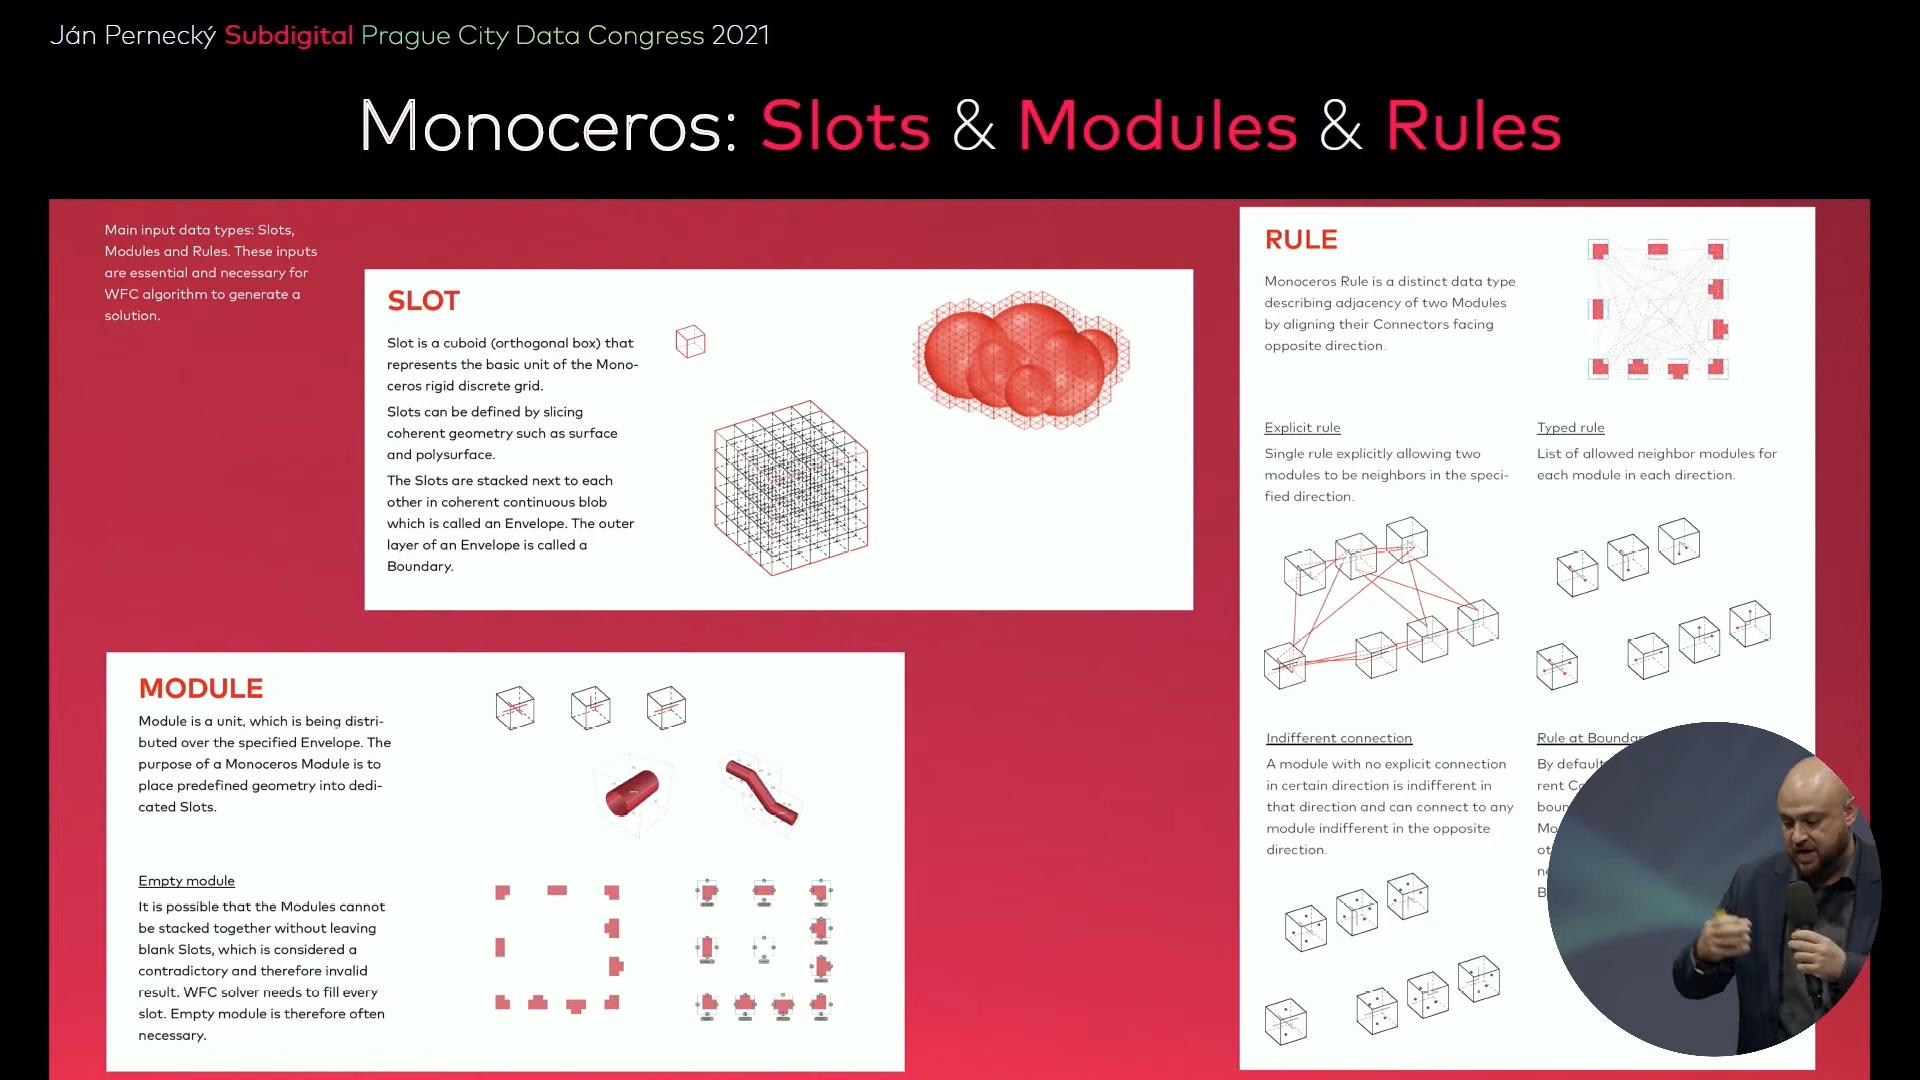 Ján Pernecký Subdigital Prague City Data Congress 2021
Monoceros: Slots & Modules & Rules
Main input data types: Slots,
Modules and Rules. These inputs
are essential and necessary for
WFC algorithm to generate a
solution.
SLOT
Slot is a cuboid (orthogonal box) that
represents the basic unit of the Mono-
ceros rigid discrete grid.
Slots can be defined by slicing
coherent geometry such as surface
and polysurface.
The Slots are stacked next to each
other in coherent continuous blob
which is called an Envelope. The outer
layer of an Envelope is called a
Boundary.
MODULE
Module is a unit, which is being distri-
buted over the specified Envelope. The
purpose of a Monoceros Module is to
place predefined geometry into dedi-
cated Slots.
Empty module
It is possible that the Modules cannot
be stacked together without leaving
blank Slots, which is considered a
contradictory and therefore invalid
result. WFC solver needs to fill every
slot. Empty module is therefore often
necessary.
RULE
Monoceros Rule is a distinct data type
describing adjacency of two Modules
by aligning their Connectors facing
opposite direction.
Explicit rule
Single rule explicitly allowing two
modules to be neighbors in the speci-
fied direction.
Typed rule
List of allowed neighbor modules for
each module in each direction.
Indifferent connection
A module with no explicit connection
in certain direction is indifferent in
that direction and can connect to any
module indifferent in the opposite
direction.
Rule at Boundar
By default
rent Co
boun
Mo
ot
ne
B